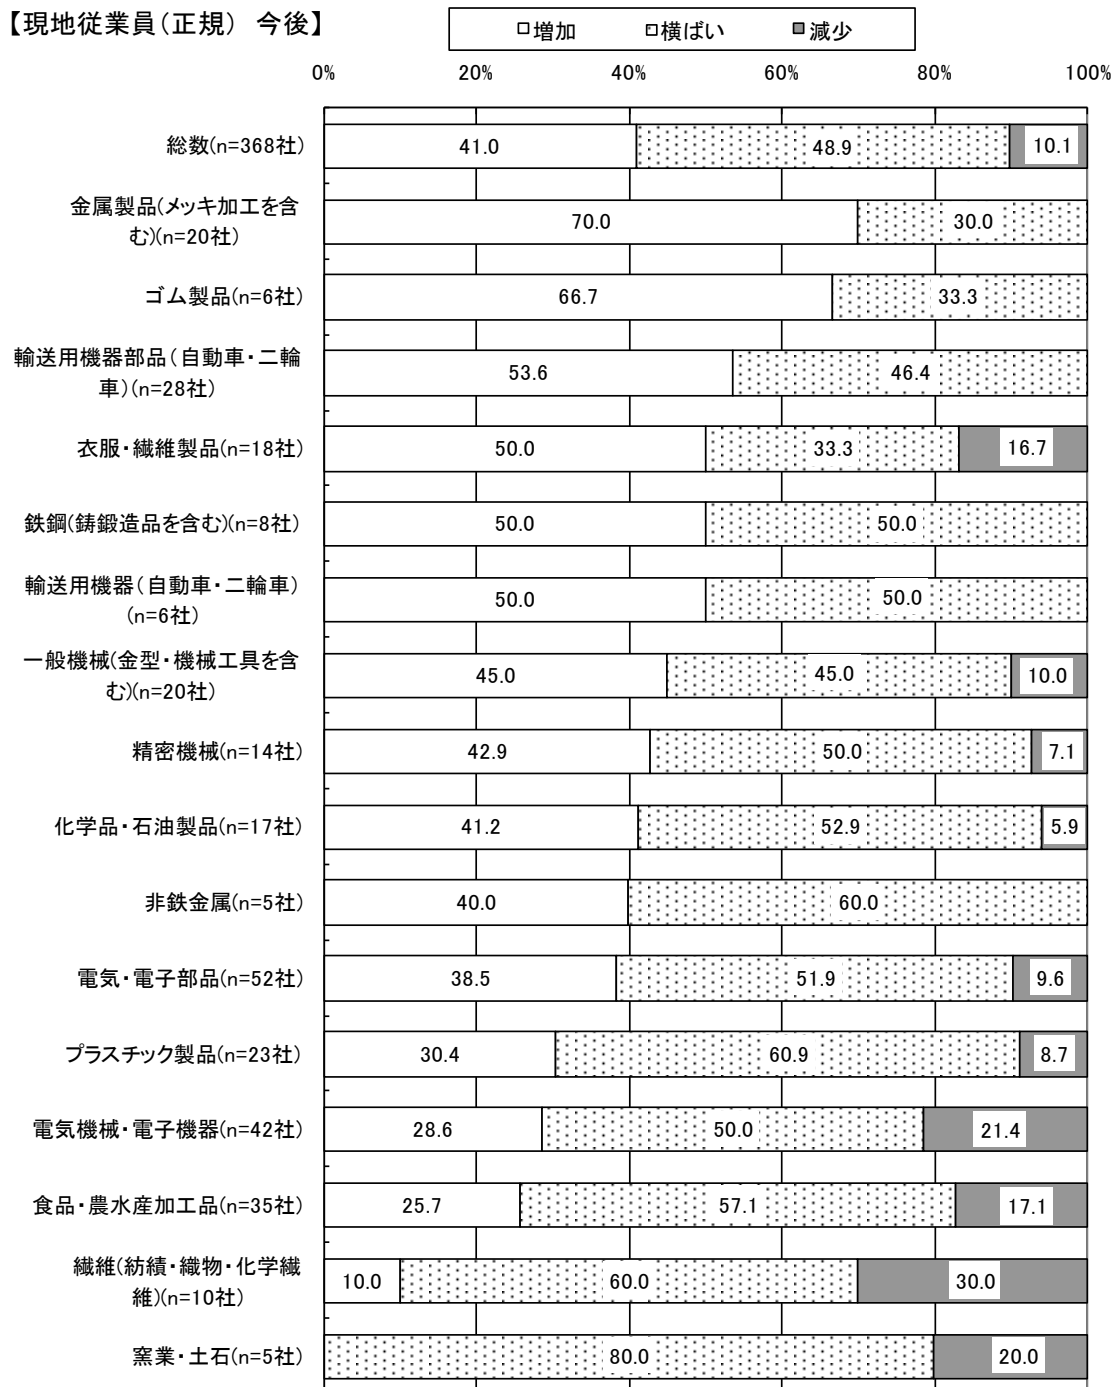 【現地従業員(正規) 今後】
増加 横ばい 減少
0% 20% 40% 60% 80% 100%
総数(n=368社) 41.0 48.9 10.1
金属製品(メッキ加工を含
む)(n=20社) 70.0 30.0
ゴム製品(n=6社) 66.7 33.3
輸送用機器部品(自動車・二輪
車)(n=28社) 53.6 46.4
衣服・繊維製品(n=18社) 50.0 33.3 16.7
鉄鋼(鋳鍛造品を含む)(n=8社) 50.0 50.0
輸送用機器(自動車・二輪車)
(n=6社) 50.0 50.0
一般機械(金型・機械工具を含
む)(n=20社) 45.0 45.0 10.0
精密機械(n=14社) 42.9 50.0 7.1
化学品・石油製品(n=17社) 41.2 52.9 5.9
非鉄金属(n=5社) 40.0 60.0
電気・電子部品(n=52社) 38.5 51.9 9.6
プラスチック製品(n=23社) 30.4 60.9 8.7
電気機械・電子機器(n=42社) 28.6 50.0 21.4
食品・農水産加工品(n=35社) 25.7 57.1 17.1
繊維(紡績・織物・化学繊
維)(n=10社) 10.0 60.0 30.0
窯業・土石(n=5社) 80.0 20.0